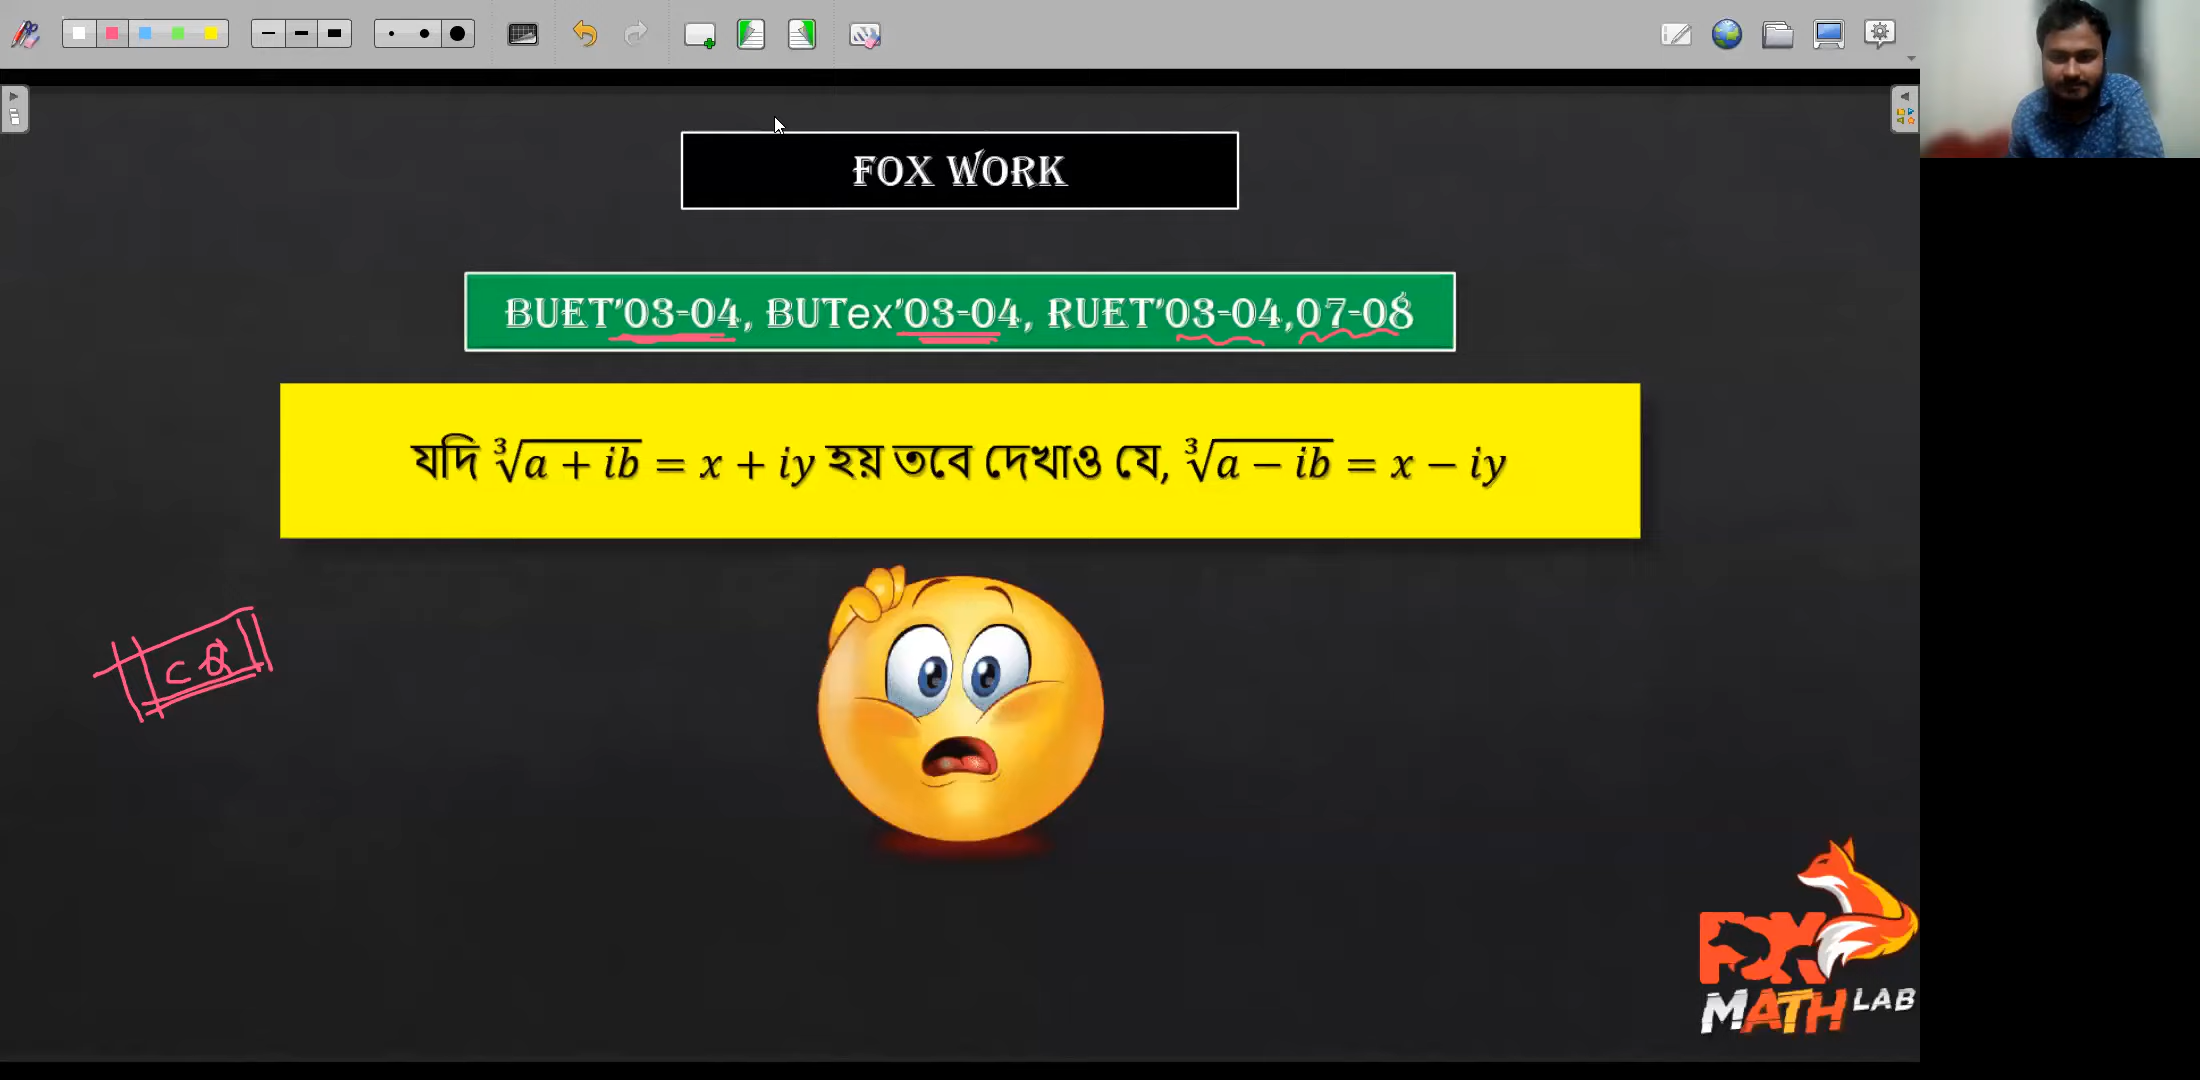 FOX WORK
BUET'03-04, BUTex'03-04, RUET'03-04,07-08
যদি ∛(a + ib) = x + iy হয় তবে দেখাও যে, ∛(a − ib) = x − iy
CQ
FOX
MATH LAB